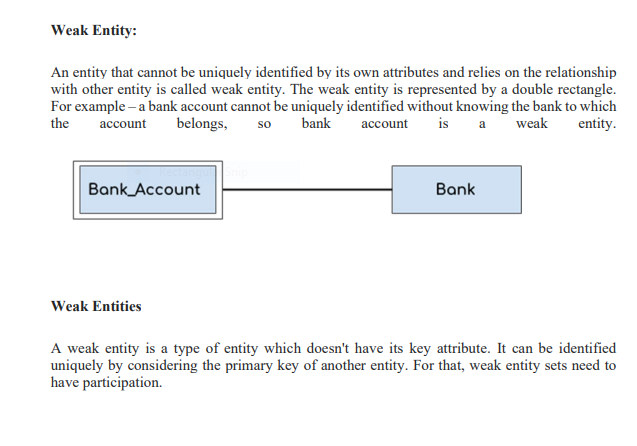 Weak Entity:
An entity that cannot be uniquely identified by its own attributes and relies on the relationship
with other entity is called weak entity. The weak entity is represented by a double rectangle.
For example – a bank account cannot be uniquely identified without knowing the bank to which
the account belongs, so bank account is a weak entity.
Bank_Account
Bank
Weak Entities
A weak entity is a type of entity which doesn't have its key attribute. It can be identified
uniquely by considering the primary key of another entity. For that, weak entity sets need to
have participation.